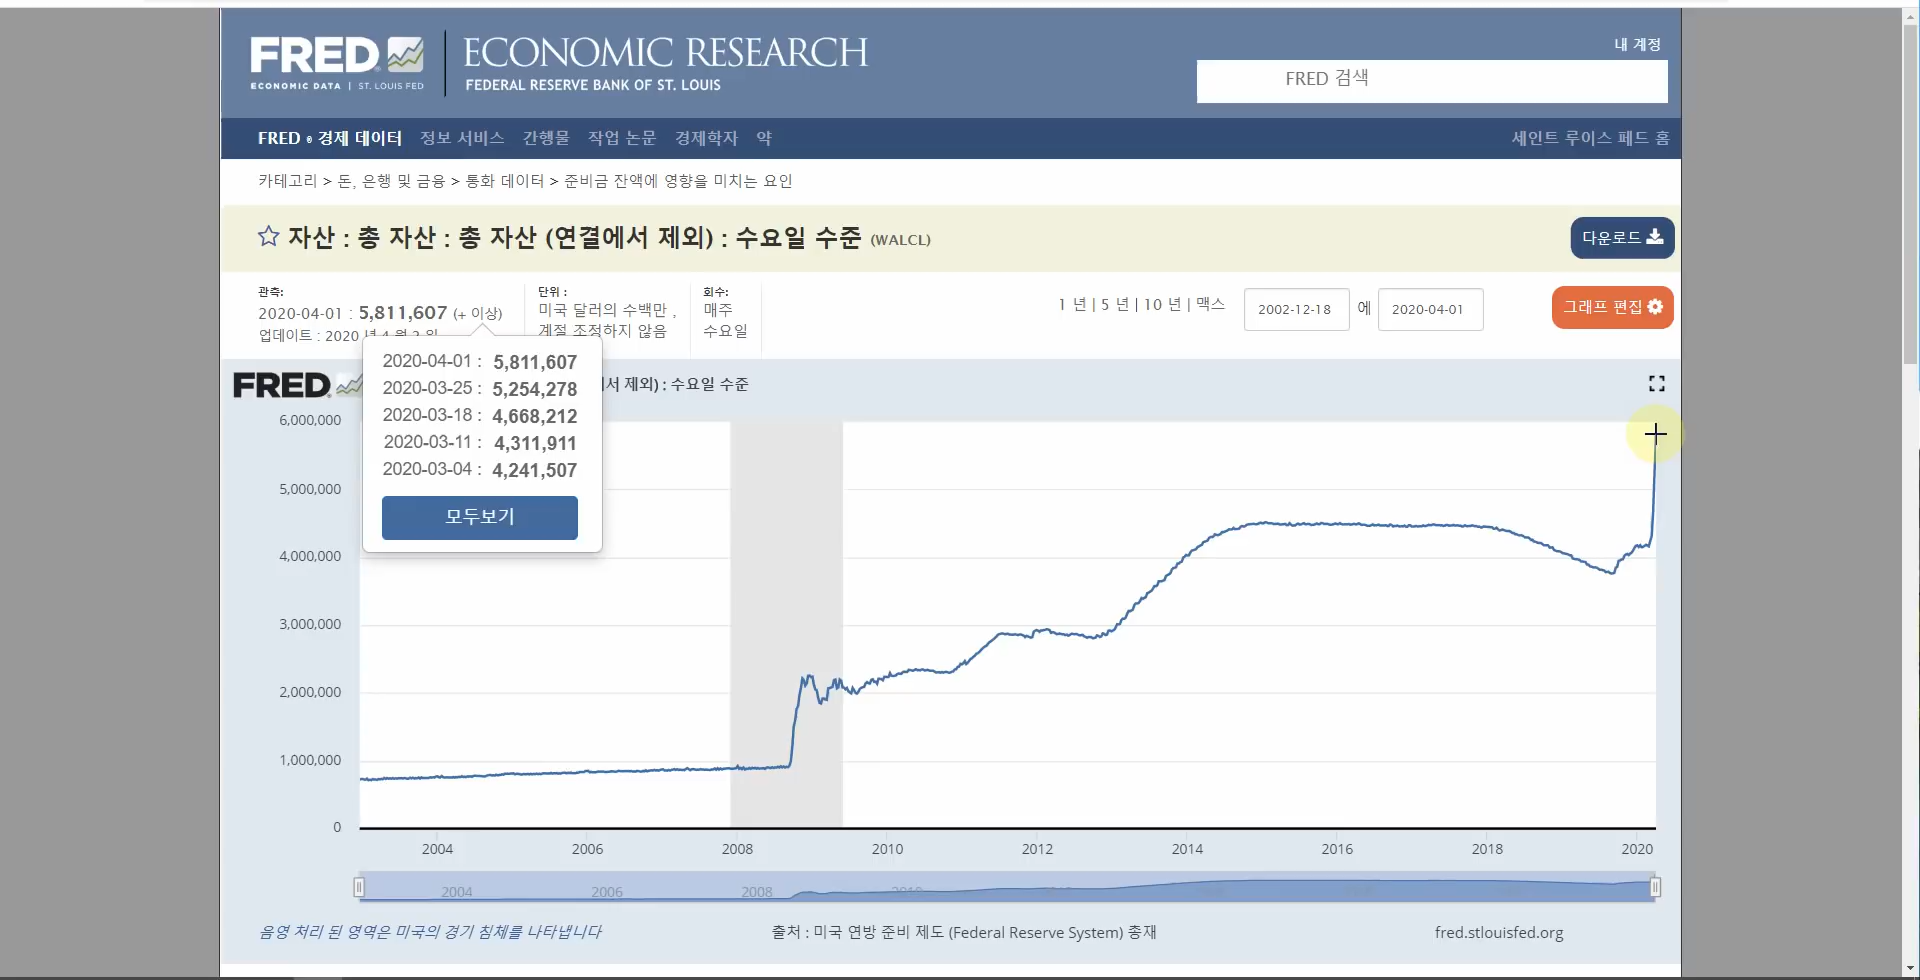 FRED
ECONOMIC DATA | ST. LOUIS FED
ECONOMIC RESEARCH
FEDERAL RESERVE BANK OF ST. LOUIS
내 계정
FRED 검색
FRED ® 경제 데이터 정보 서비스 간행물 작업 논문 경제학자 약 세인트 루이스 페드 홈
카테고리 > 돈, 은행 및 금융 > 통화 데이터 > 준비금 잔액에 영향을 미치는 요인
자산 : 총 자산 : 총 자산 (연결에서 제외) : 수요일 수준 (WALCL)
다운로드
관측:
2020-04-01 : 5,811,607 (+ 이상)
업데이트 : 2020 년 4 월 2 일
단위 :
미국 달러의 수백만 ,
계절 조정하지 않음
회수:
매주
수요일
1 년 | 5 년 | 10 년 | 맥스
2002-12-18 에 2020-04-01
그래프 편집
2020-04-01 : 5,811,607
2020-03-25 : 5,254,278
2020-03-18 : 4,668,212
2020-03-11 : 4,311,911
2020-03-04 : 4,241,507
모두보기
FRED
서 제외) : 수요일 수준
6,000,000
5,000,000
4,000,000
3,000,000
2,000,000
1,000,000
0
2004 2006 2008 2010 2012 2014 2016 2018 2020
2004 2006 2008 2010
음영 처리 된 영역은 미국의 경기 침체를 나타냅니다
출처 : 미국 연방 준비 제도 (Federal Reserve System) 총재
fred.stlouisfed.org